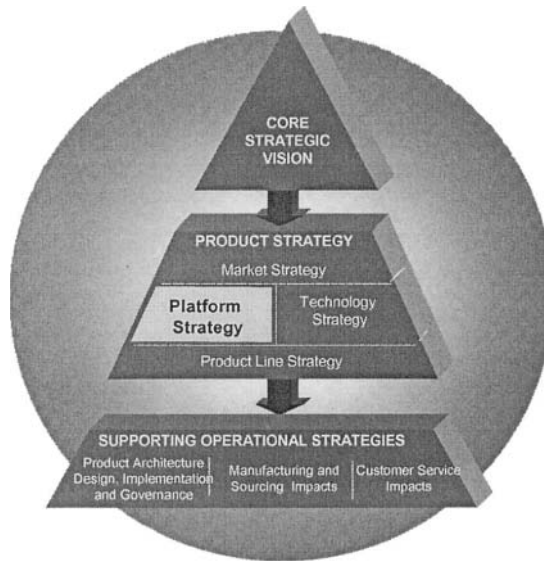 CORE
STRATEGIC
VISION
PRODUCT STRATEGY
Market Strategy
Platform
Strategy
Technology
Strategy
Product Line Strategy
SUPPORTING OPERATIONAL STRATEGIES
Product Architecture
Design, Implementation
and Governance
Manufacturing and
Sourcing Impacts
Customer Service
Impacts